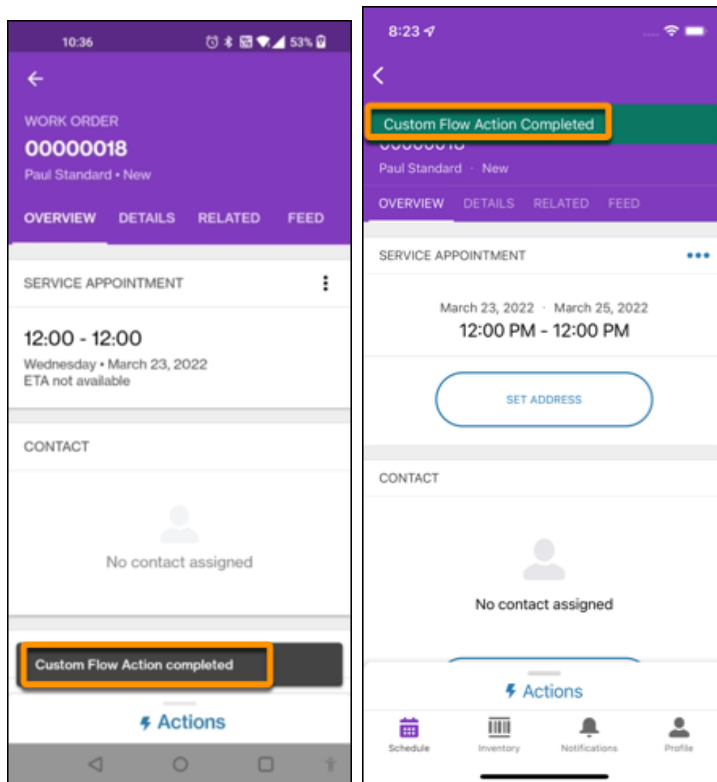 10:36 53%
WORK ORDER
00000018
Paul Standard • New
OVERVIEW DETAILS RELATED FEED
SERVICE APPOINTMENT
12:00 - 12:00
Wednesday • March 23, 2022
ETA not available
CONTACT
No contact assigned
Custom Flow Action completed
Actions
8:23
Custom Flow Action Completed
Paul Standard · New
OVERVIEW DETAILS RELATED FEED
SERVICE APPOINTMENT
March 23, 2022 · March 25, 2022
12:00 PM - 12:00 PM
SET ADDRESS
CONTACT
No contact assigned
Actions
Schedule Inventory Notifications Profile